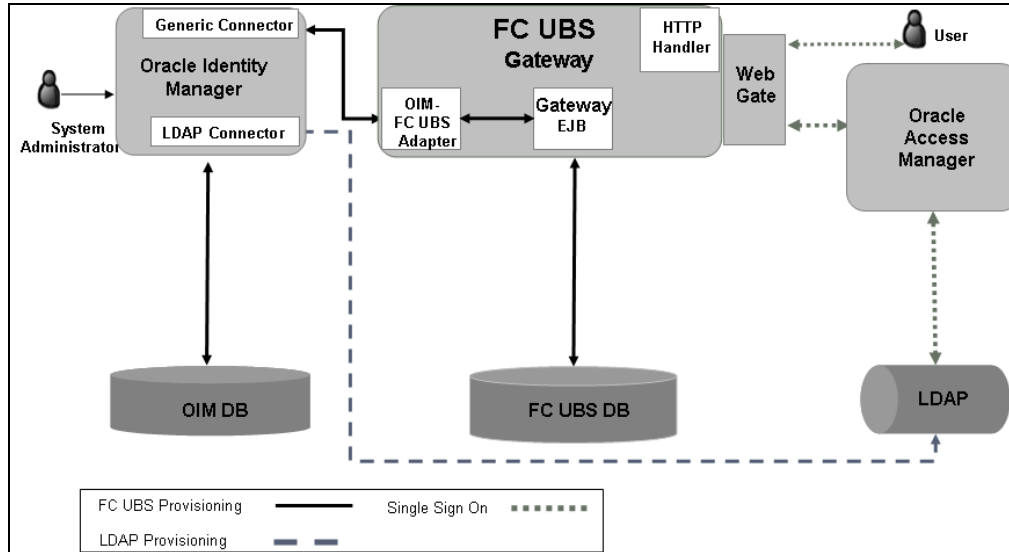 Generic Connector
Oracle Identity
Manager
LDAP Connector
System
Administrator
FC UBS
Gateway
HTTP
Handler
OIM-
FC UBS
Adapter
Gateway
EJB
Web
Gate
User
Oracle
Access
Manager
OIM DB
FC UBS DB
LDAP
FC UBS Provisioning
Single Sign On
LDAP Provisioning